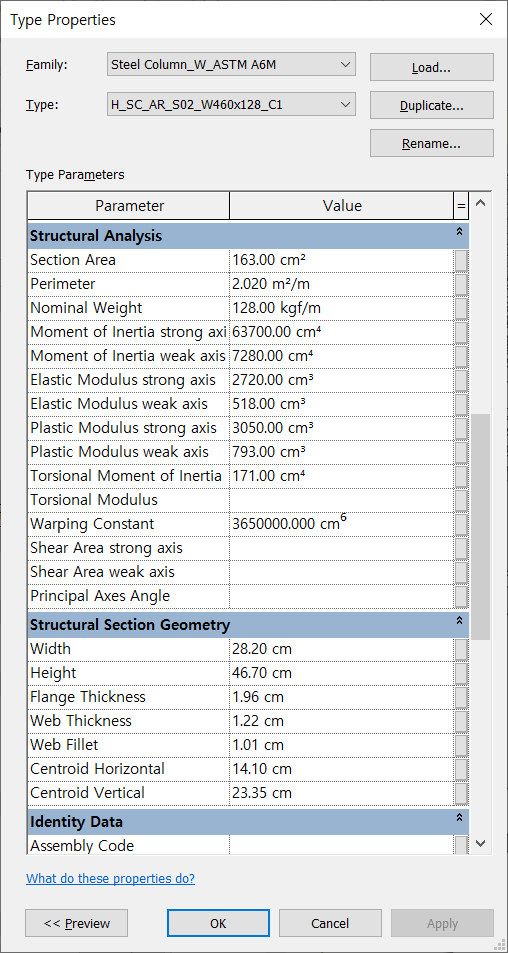 Type Properties
Family: Steel Column_W_ASTM A6M Load...
Type: H_SC_AR_S02_W460x128_C1 Duplicate...
Rename...
Type Parameters
Parameter Value =
Structural Analysis
Section Area 163.00 cm²
Perimeter 2.020 m²/m
Nominal Weight 128.00 kgf/m
Moment of Inertia strong axi 63700.00 cm⁴
Moment of Inertia weak axis 7280.00 cm⁴
Elastic Modulus strong axis 2720.00 cm³
Elastic Modulus weak axis 518.00 cm³
Plastic Modulus strong axis 3050.00 cm³
Plastic Modulus weak axis 793.00 cm³
Torsional Moment of Inertia 171.00 cm⁴
Torsional Modulus
Warping Constant 3650000.000 cm⁶
Shear Area strong axis
Shear Area weak axis
Principal Axes Angle
Structural Section Geometry
Width 28.20 cm
Height 46.70 cm
Flange Thickness 1.96 cm
Web Thickness 1.22 cm
Web Fillet 1.01 cm
Centroid Horizontal 14.10 cm
Centroid Vertical 23.35 cm
Identity Data
Assembly Code
What do these properties do?
<< Preview OK Cancel Apply